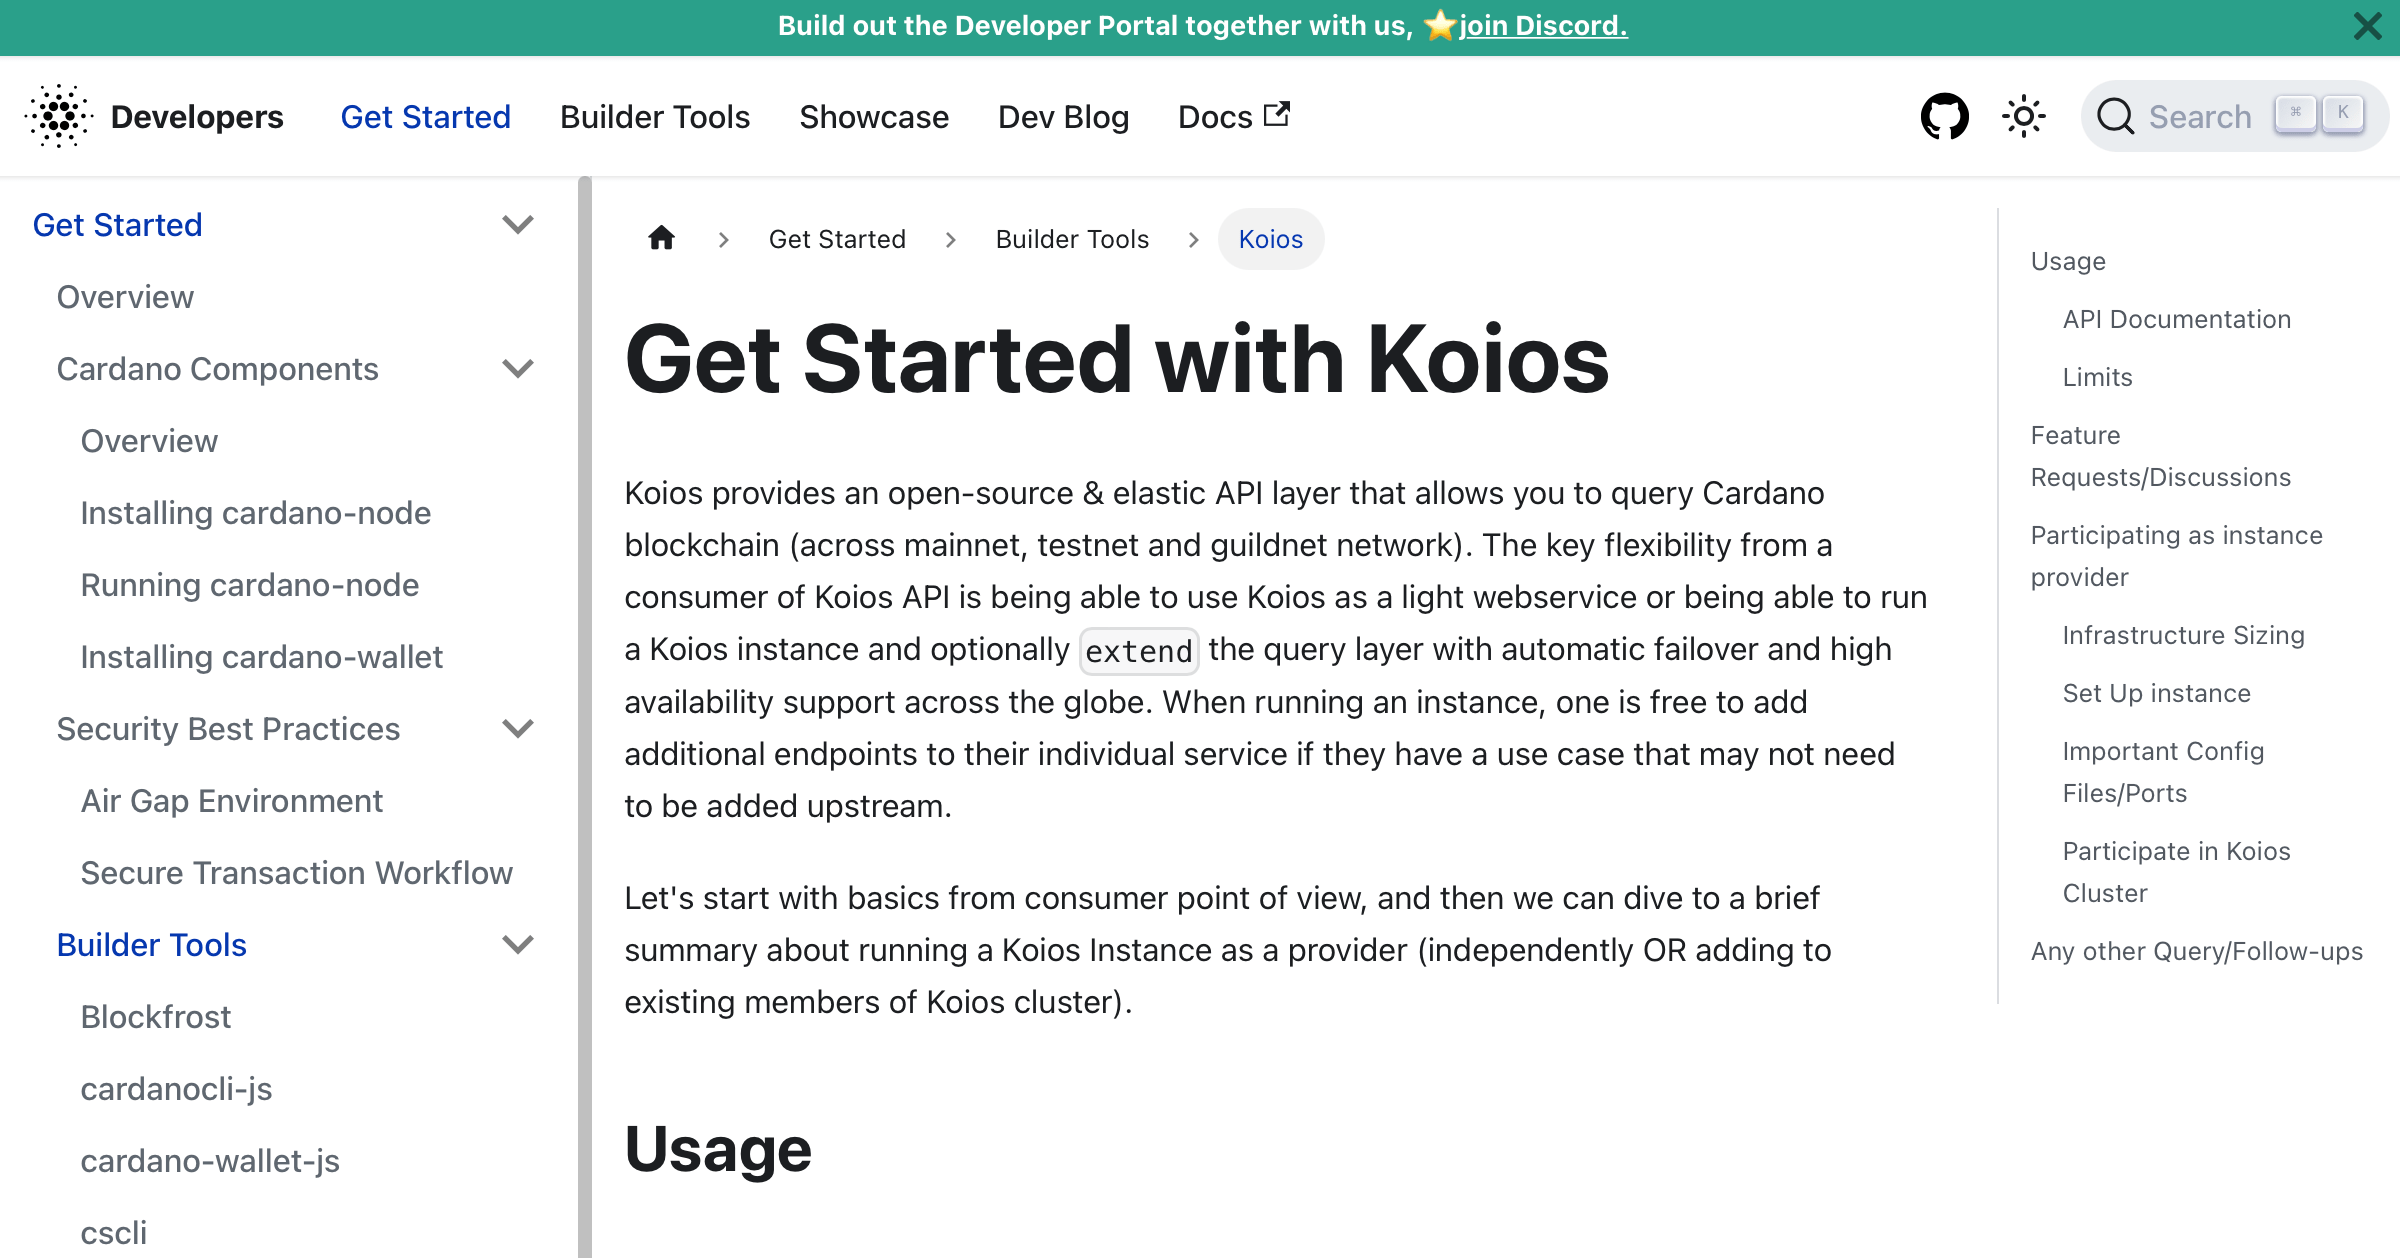 Build out the Developer Portal together with us, ⭐join Discord.
Developers
Get Started
Builder Tools
Showcase
Dev Blog
Docs
Search
⌘
K
Get Started
Overview
Cardano Components
Overview
Installing cardano-node
Running cardano-node
Installing cardano-wallet
Security Best Practices
Air Gap Environment
Secure Transaction Workflow
Builder Tools
Blockfrost
cardanocli-js
cardano-wallet-js
cscli
Get Started
Builder Tools
Koios
Get Started with Koios
Koios provides an open-source & elastic API layer that allows you to query Cardano
blockchain (across mainnet, testnet and guildnet network). The key flexibility from a
consumer of Koios API is being able to use Koios as a light webservice or being able to run
a Koios instance and optionally extend the query layer with automatic failover and high
availability support across the globe. When running an instance, one is free to add
additional endpoints to their individual service if they have a use case that may not need
to be added upstream.
Let's start with basics from consumer point of view, and then we can dive to a brief
summary about running a Koios Instance as a provider (independently OR adding to
existing members of Koios cluster).
Usage
Usage
API Documentation
Limits
Feature
Requests/Discussions
Participating as instance
provider
Infrastructure Sizing
Set Up instance
Important Config
Files/Ports
Participate in Koios
Cluster
Any other Query/Follow-ups